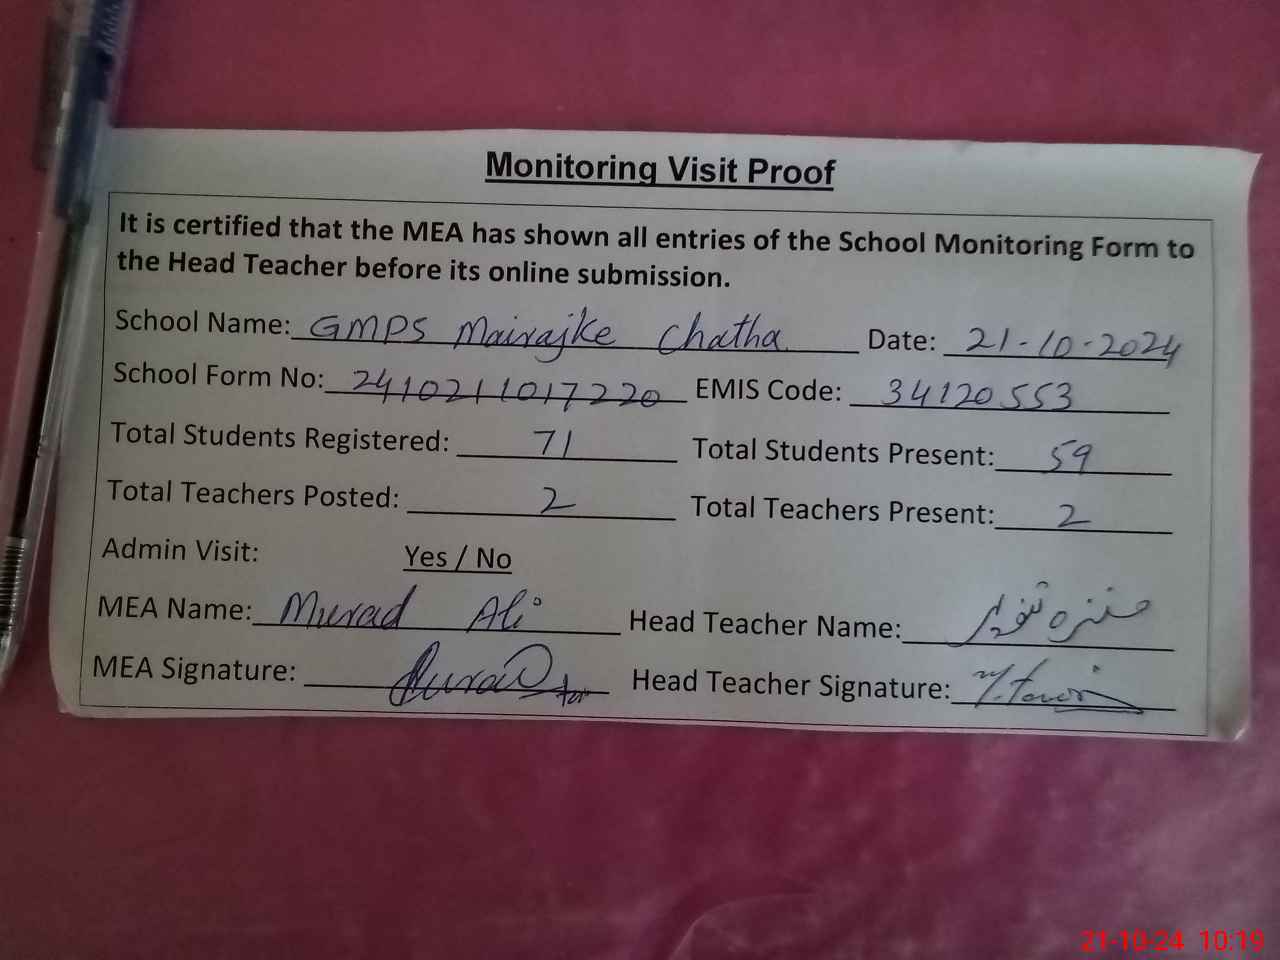 Monitoring Visit Proof
It is certified that the MEA has shown all entries of the School Monitoring Form to
the Head Teacher before its online submission.
School Name: GMPS Mairajke Chatha Date: 21-10-2024
School Form No: 2410211017220 EMIS Code: 34120553
Total Students Registered: 71 Total Students Present: 59
Total Teachers Posted: 2 Total Teachers Present: 2
Admin Visit: Yes / No
MEA Name: Murad Ali Head Teacher Name:
MEA Signature: Head Teacher Signature:
21-10-24 10:19